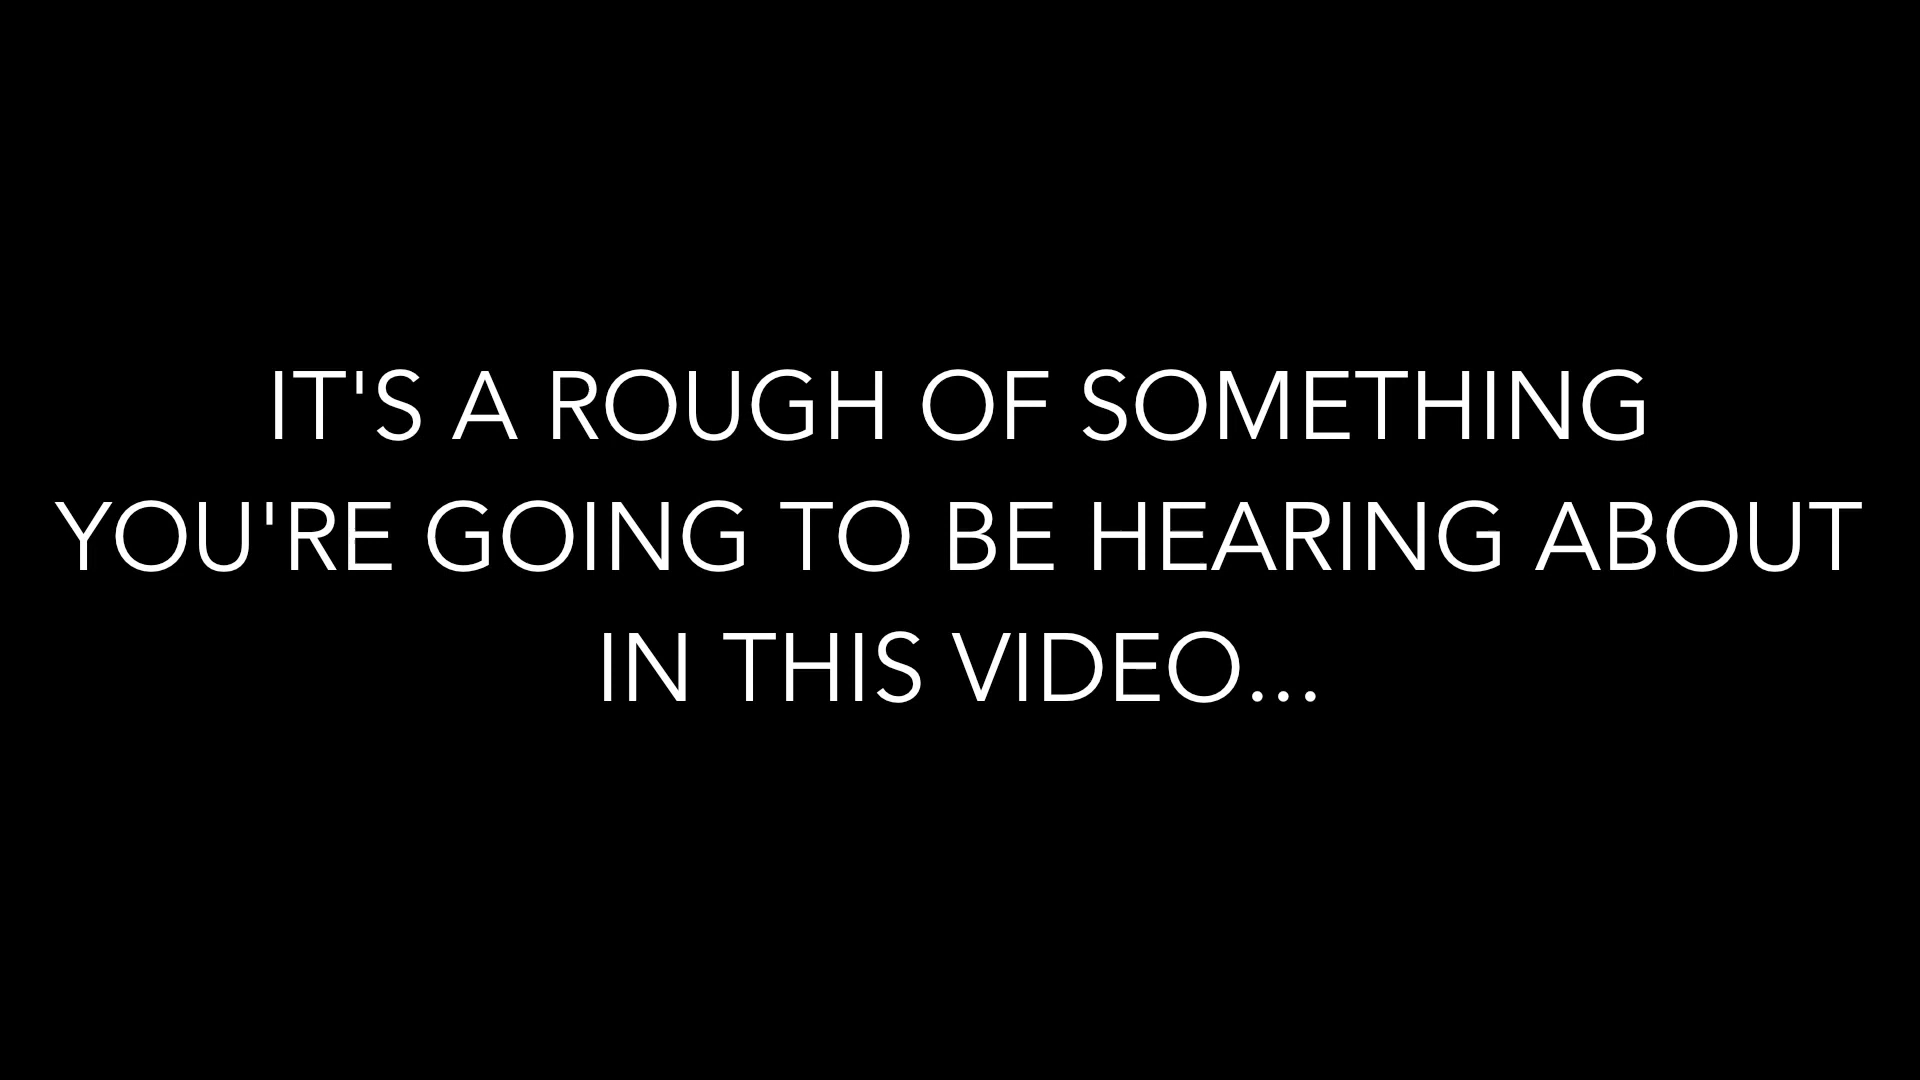 IT'S A ROUGH OF SOMETHING
YOU'RE GOING TO BE HEARING ABOUT
IN THIS VIDEO...